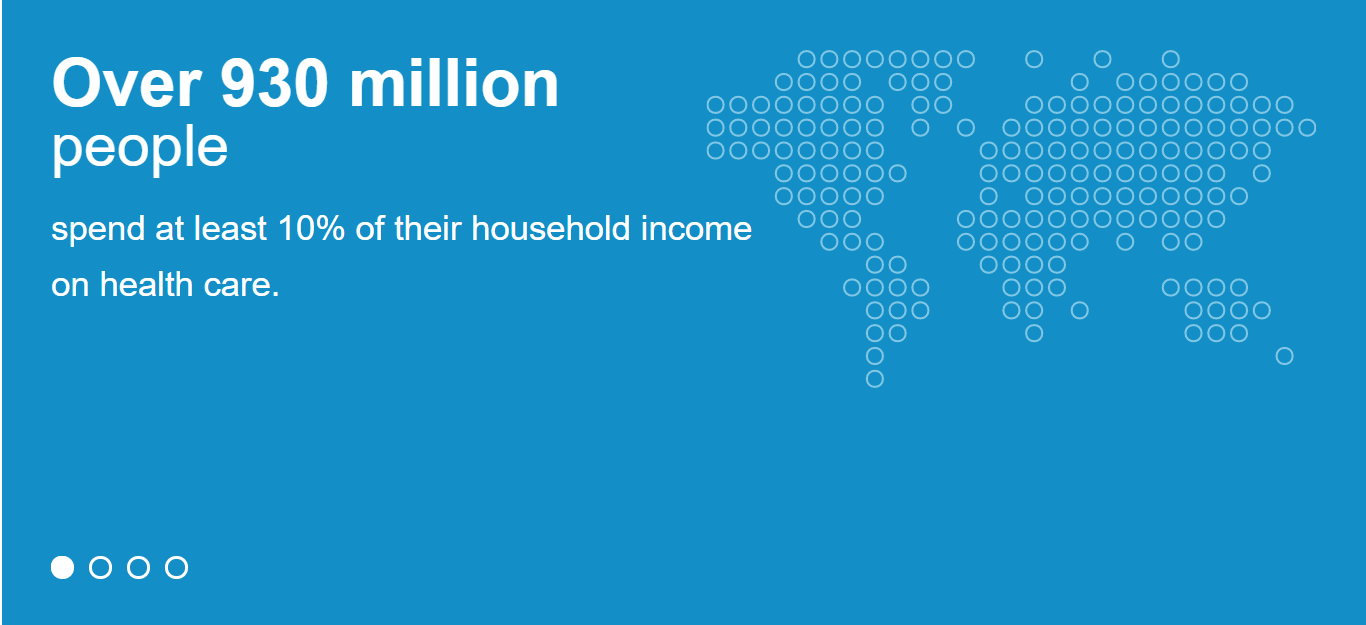 Over 930 million
people
spend at least 10% of their household income
on health care.